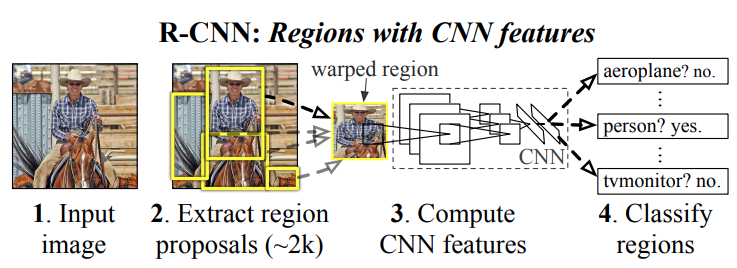 R-CNN: Regions with CNN features
warped region
aeroplane? no.
⋮
person? yes.
⋮
tvmonitor? no.
CNN
1. Input
image
2. Extract region
proposals (~2k)
3. Compute
CNN features
4. Classify
regions